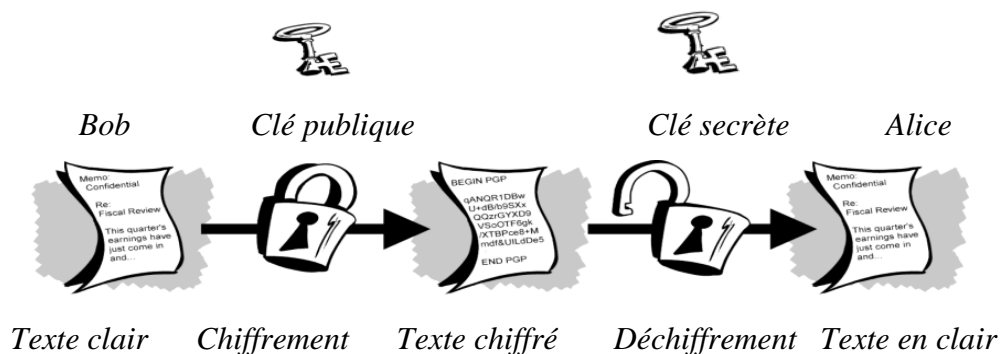 Bob Clé publique Clé secrète Alice
Memo:
Confidential
Re:
Fiscal Review
This quarter's
earnings have
just come in
and...
BEGIN PGP
qANQR1DBw
U+dB/b9SXx
QQzrGYXD9
VSoOTF6gk
/XTBPce8+M
mdf&UILdDe5
END PGP
Memo:
Confidential
Re:
Fiscal Review
This quarter's
earnings have
just come in
and...
Texte clair Chiffrement Texte chiffré Déchiffrement Texte en clair